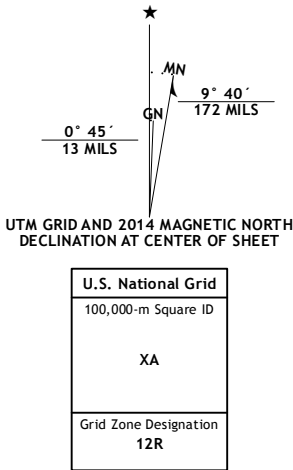 MN
9° 40´
172 MILS
GN
0° 45´
13 MILS
UTM GRID AND 2014 MAGNETIC NORTH
DECLINATION AT CENTER OF SHEET
U.S. National Grid
100,000-m Square ID
XA
Grid Zone Designation
12R